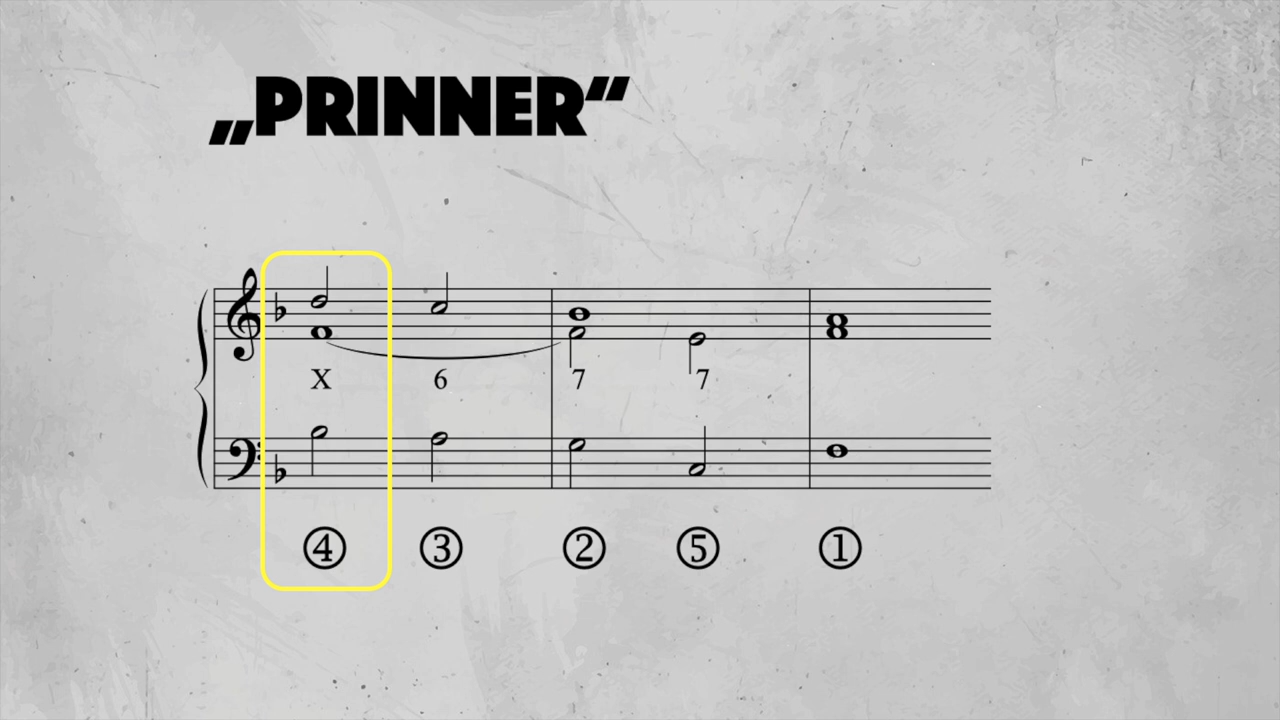 „PRINNER“
X 6 7 7
④ ③ ② ⑤ ①